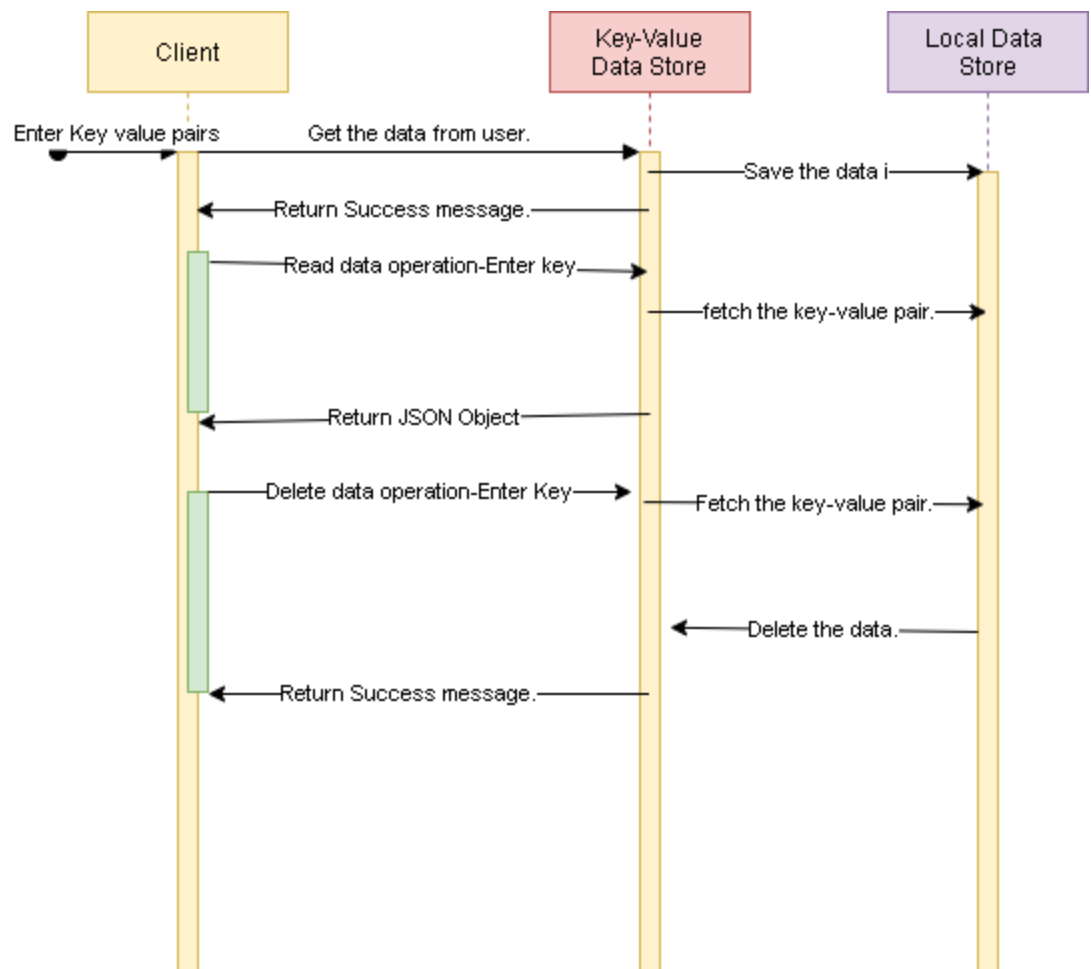 Client
Key-Value
Data Store
Local Data
Store
Enter Key value pairs
Get the data from user.
Save the data i
Return Success message.
Read data operation-Enter key
fetch the key-value pair.
Return JSON Object
Delete data operation-Enter Key
Fetch the key-value pair.
Delete the data.
Return Success message.